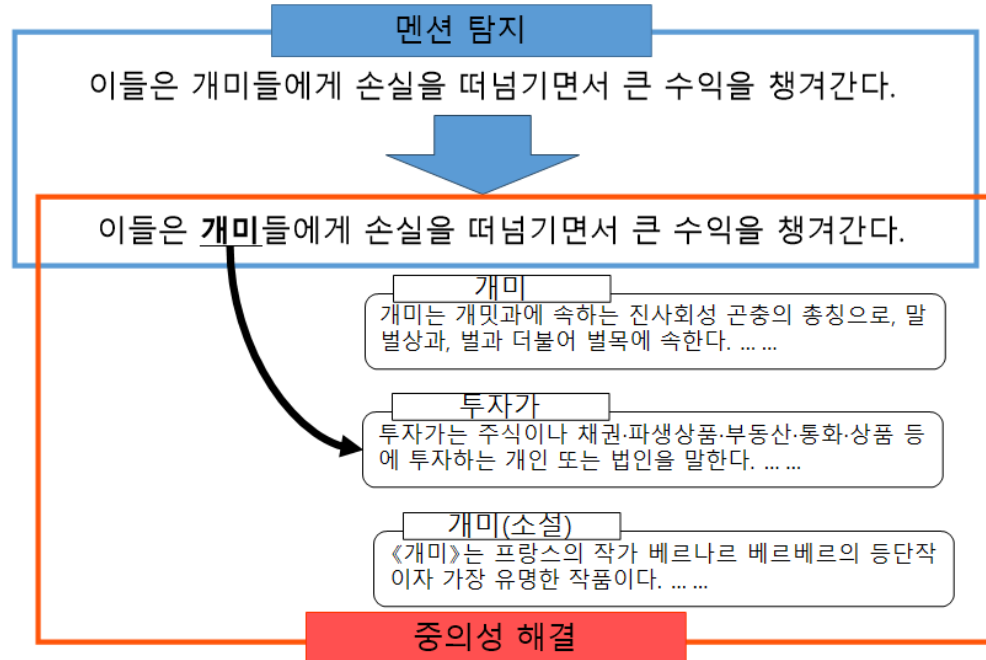 멘션 탐지
이들은 개미들에게 손실을 떠넘기면서 큰 수익을 챙겨간다.
이들은 개미들에게 손실을 떠넘기면서 큰 수익을 챙겨간다.
개미
개미는 개밋과에 속하는 진사회성 곤충의 총칭으로, 말
벌상과, 벌과 더불어 벌목에 속한다. ... ...
투자가
투자가는 주식이나 채권·파생상품·부동산·통화·상품 등
에 투자하는 개인 또는 법인을 말한다. ... ...
개미(소설)
《개미》는 프랑스의 작가 베르나르 베르베르의 등단작
이자 가장 유명한 작품이다. ... ...
중의성 해결